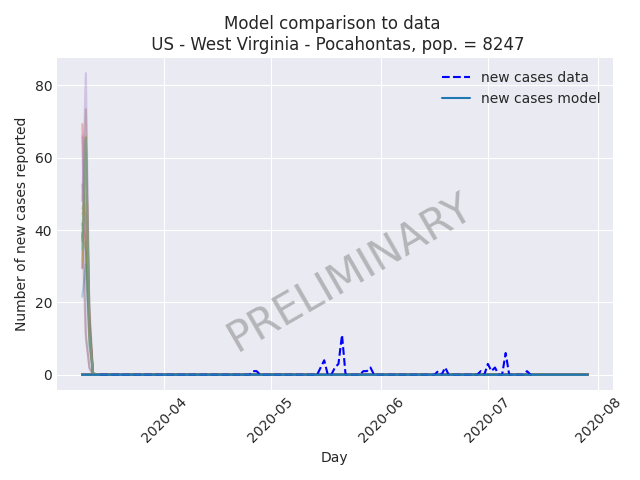 Model comparison to data
US - West Virginia - Pocahontas, pop. = 8247
new cases data
new cases model
Number of new cases reported
80
60
40
20
0
PRELIMINARY
2020-04
2020-05
2020-06
2020-07
2020-08
Day